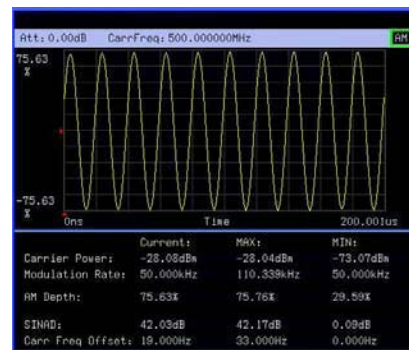 Att: 0.00dB CarrFreq: 500.000000MHz AM
75.63
%
-75.63
%
0ns Time 200.001us
Current: MAX: MIN:
Carrier Power: -28.08dBm -28.04dBm -73.07dBm
Modulation Rate: 50.000kHz 110.339kHz 50.000kHz
AM Depth: 75.63% 75.76% 29.59%
SINAD: 42.03dB 42.17dB 0.09dB
Carr Freq Offset: 19.000Hz 33.000Hz 0.000Hz